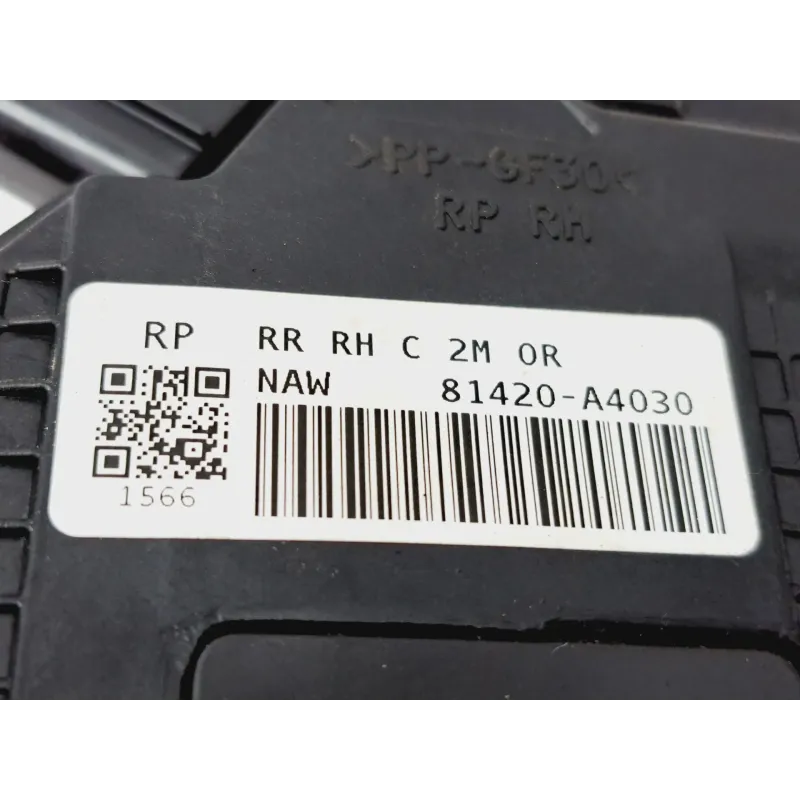 >PP-GF30<
RP RH
RP RR RH C 2M OR
NAW 81420-A4030
1566